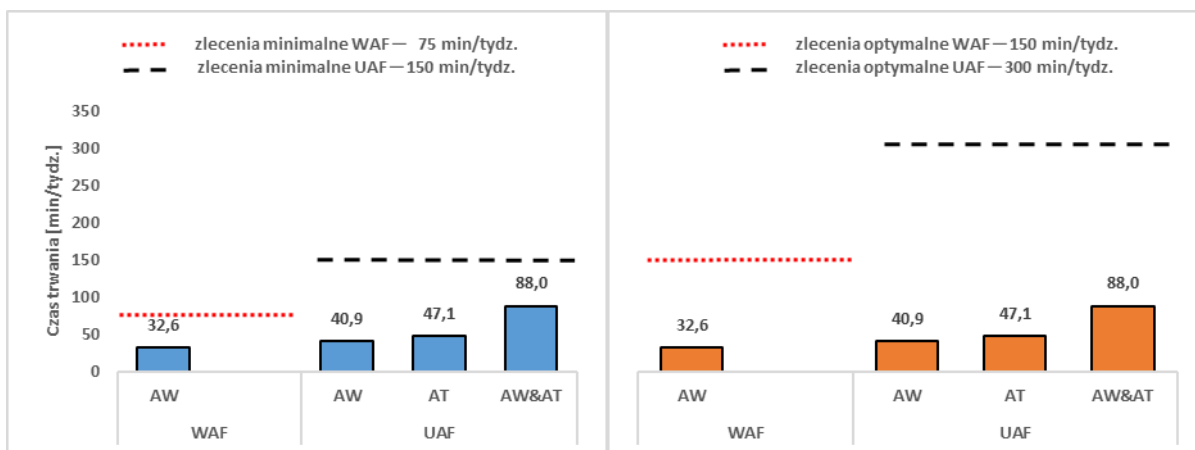 zlecenia minimalne WAF — 75 min/tydz.
zlecenia minimalne UAF — 150 min/tydz.
zlecenia optymalne WAF — 150 min/tydz.
zlecenia optymalne UAF — 300 min/tydz.
Czas trwania [min/tydz.]
350
300
250
200
150
100
50
0
32,6
40,9
47,1
88,0
AW
AW
AT
AW&AT
WAF
UAF
32,6
40,9
47,1
88,0
AW
AW
AT
AW&AT
WAF
UAF